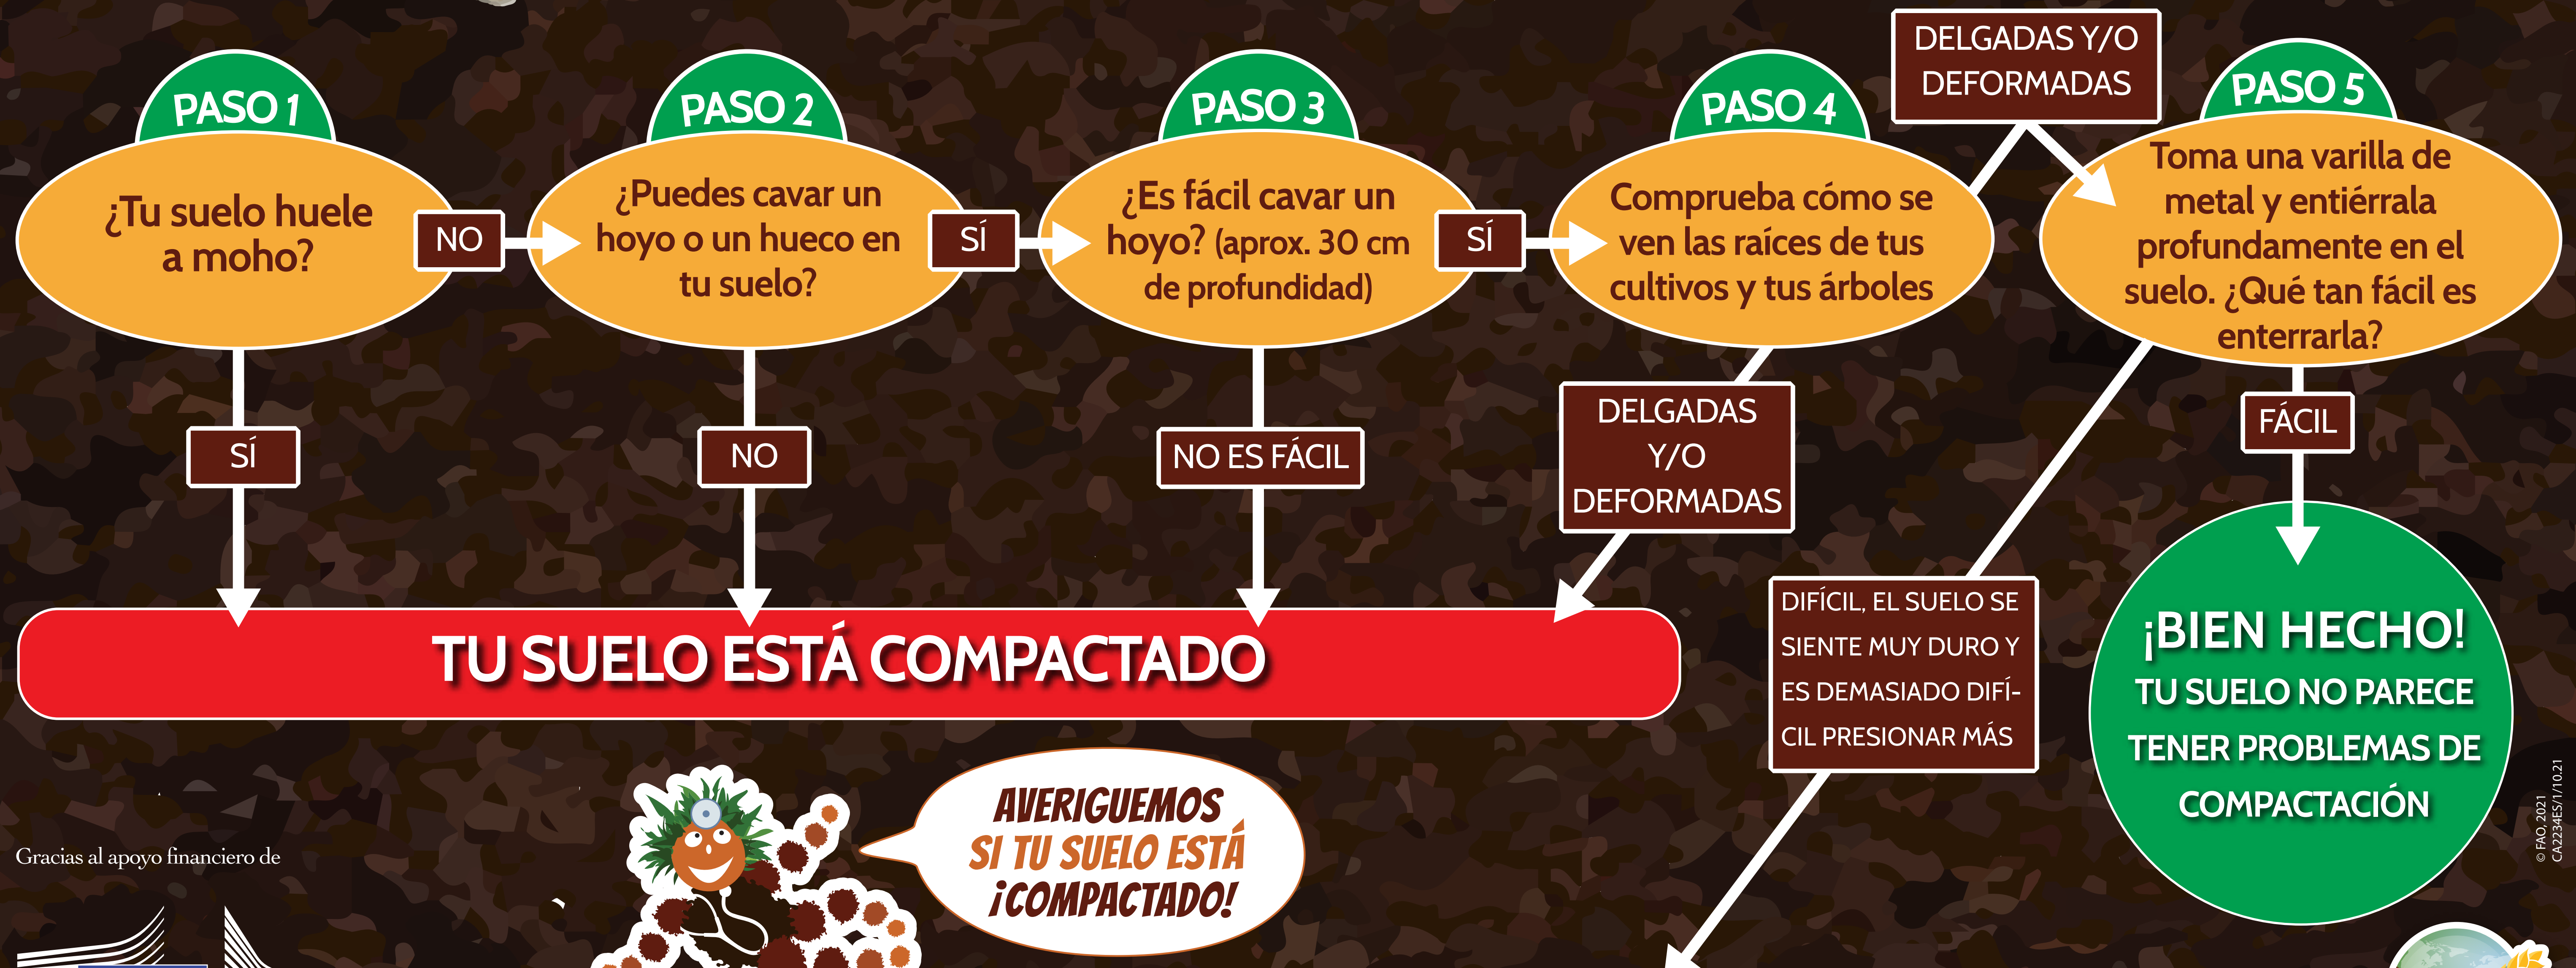 PASO 1
¿Tu suelo huele
a moho?
NO
SÍ
PASO 2
¿Puedes cavar un
hoyo o un hueco en
tu suelo?
SÍ
NO
PASO 3
¿Es fácil cavar un
hoyo? (aprox. 30 cm
de profundidad)
SÍ
NO ES FÁCIL
PASO 4
Comprueba cómo se
ven las raíces de tus
cultivos y tus árboles
DELGADAS Y/O
DEFORMADAS
DELGADAS
Y/O
DEFORMADAS
PASO 5
Toma una varilla de
metal y entiérrala
profundamente en el
suelo. ¿Qué tan fácil es
enterrarla?
FÁCIL
DIFÍCIL, EL SUELO SE
SIENTE MUY DURO Y
ES DEMASIADO DIFÍ-
CIL PRESIONAR MÁS
TU SUELO ESTÁ COMPACTADO
¡BIEN HECHO!
TU SUELO NO PARECE
TENER PROBLEMAS DE
COMPACTACIÓN
AVERIGUEMOS
SI TU SUELO ESTÁ
¡COMPACTADO!
Gracias al apoyo financiero de
© FAO, 2021
CA2234ES/1/10.21